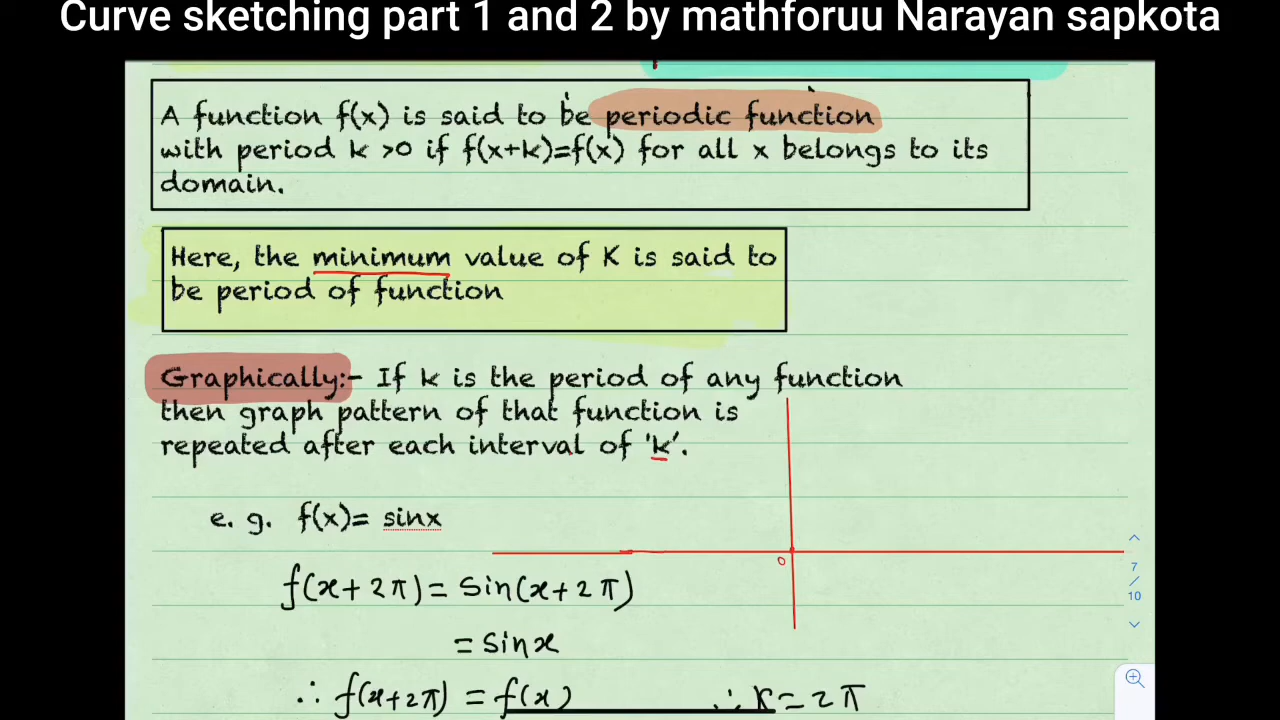 Curve sketching part 1 and 2 by mathforuu Narayan sapkota
A function f(x) is said to be periodic function
with period k >0 if f(x+k)=f(x) for all x belongs to its
domain.
Here, the minimum value of K is said to
be period of function
Graphically:- If k is the period of any function
then graph pattern of that function is
repeated after each interval of 'k'.
e. g. f(x)= sinx
f(x+2π) = Sin(x+2π)
0
7
/
10
= Sinx
∴ f(x+2π) = f(x) ∴ K=2π